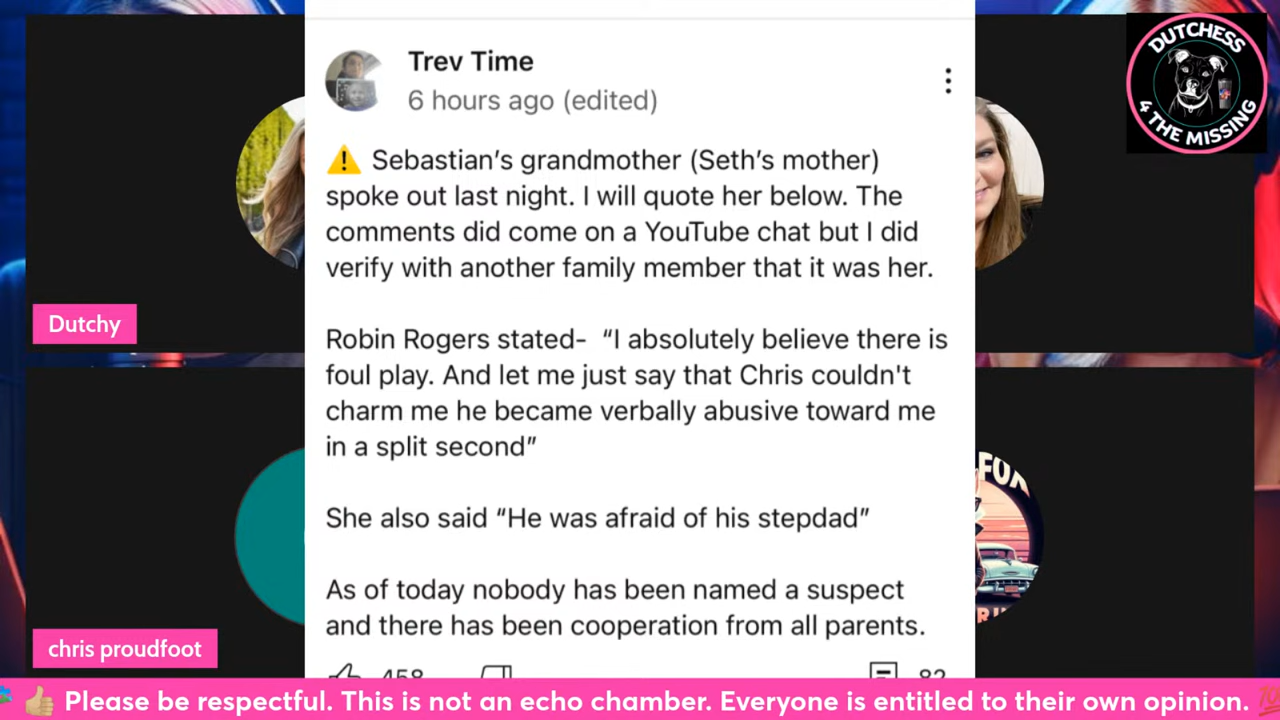 Trev Time
6 hours ago (edited)
⚠️ Sebastian’s grandmother (Seth’s mother)
spoke out last night. I will quote her below. The
comments did come on a YouTube chat but I did
verify with another family member that it was her.
Robin Rogers stated- “I absolutely believe there is
foul play. And let me just say that Chris couldn't
charm me he became verbally abusive toward me
in a split second”
She also said “He was afraid of his stepdad”
As of today nobody has been named a suspect
and there has been cooperation from all parents.
DUTCHESS
4 THE MISSING
Dutchy
chris proudfoot
👍🏼 Please be respectful. This is not an echo chamber. Everyone is entitled to their own opinion. 💯